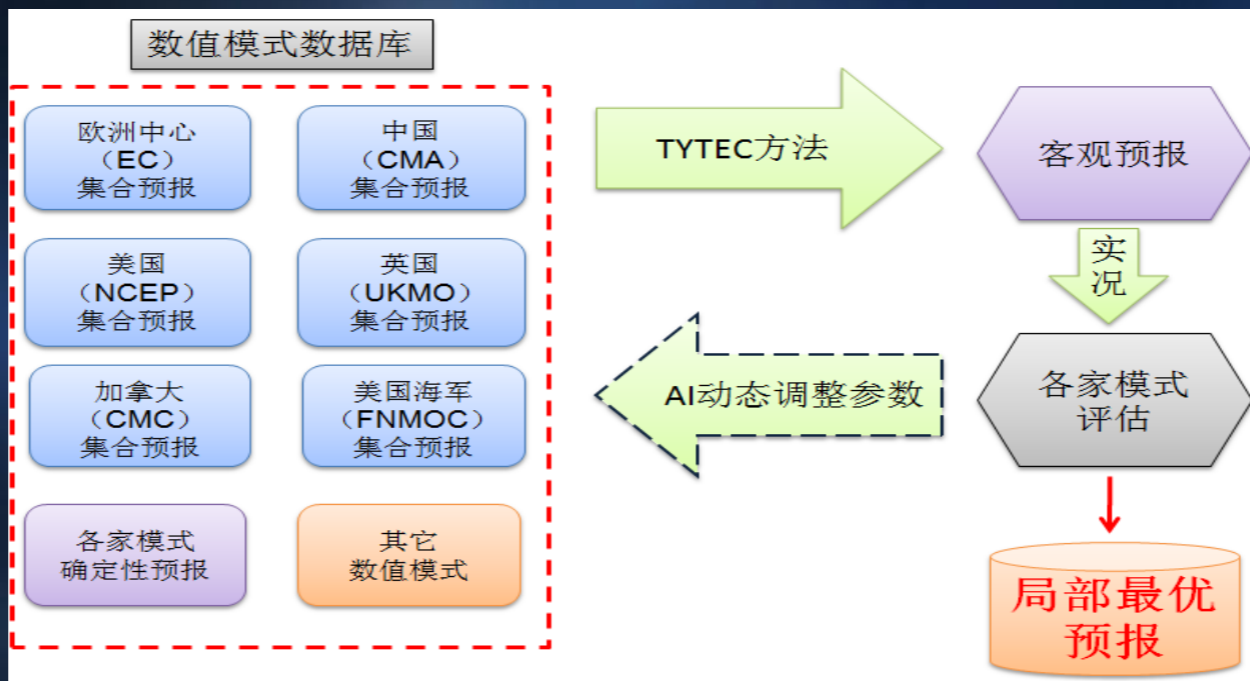 数值模式数据库
欧洲中心
（EC）
集合预报
中国
（CMA）
集合预报
美国
（NCEP）
集合预报
英国
（UKMO）
集合预报
加拿大
（CMC）
集合预报
美国海军
（FNMOC）
集合预报
各家模式
确定性预报
其它
数值模式
TYTEC方法
客观预报
实
况
各家模式
评估
AI动态调整参数
局部最优
预报